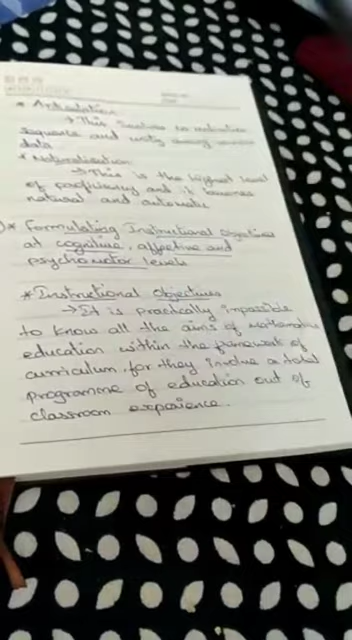 * Articulation
→ This involves to
sequence and unity among
data
* Naturalisation
→ This is the highest level
of proficiency and it becomes
natural and automatic
* Formulating Instructional Objectives
at cognitive, affective and
psychomotor levels
* Instructional Objectives
→ It is practically impossible
to know all the aims of mathematics
education within the framework of
curriculum, for they involve a total
programme of education out of
classroom experience.